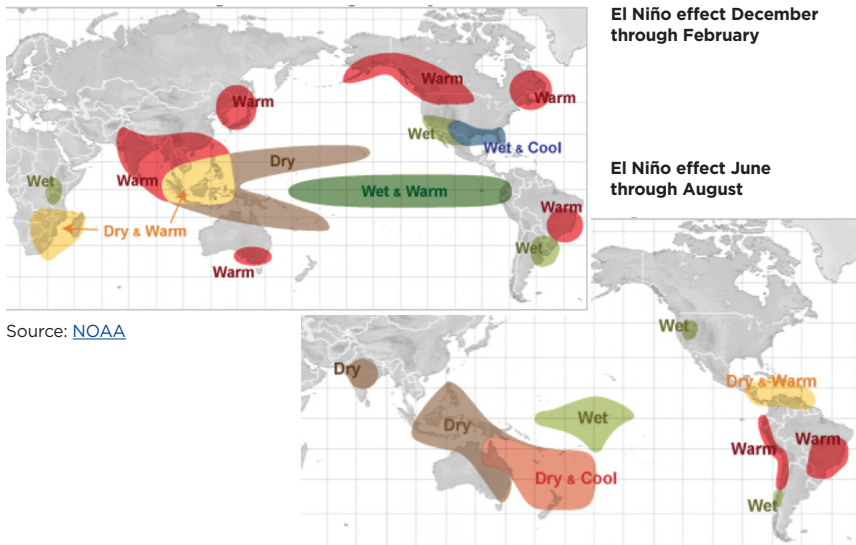 El Niño effect December
through February
Warm
Warm
Warm
Wet
Wet & Cool
Dry
Wet
Warm
Wet & Warm
Dry & Warm
Warm
Wet
Warm
Source: NOAA
El Niño effect June
through August
Wet
Dry
Dry & Warm
Wet
Dry
Warm
Warm
Dry & Cool
Wet